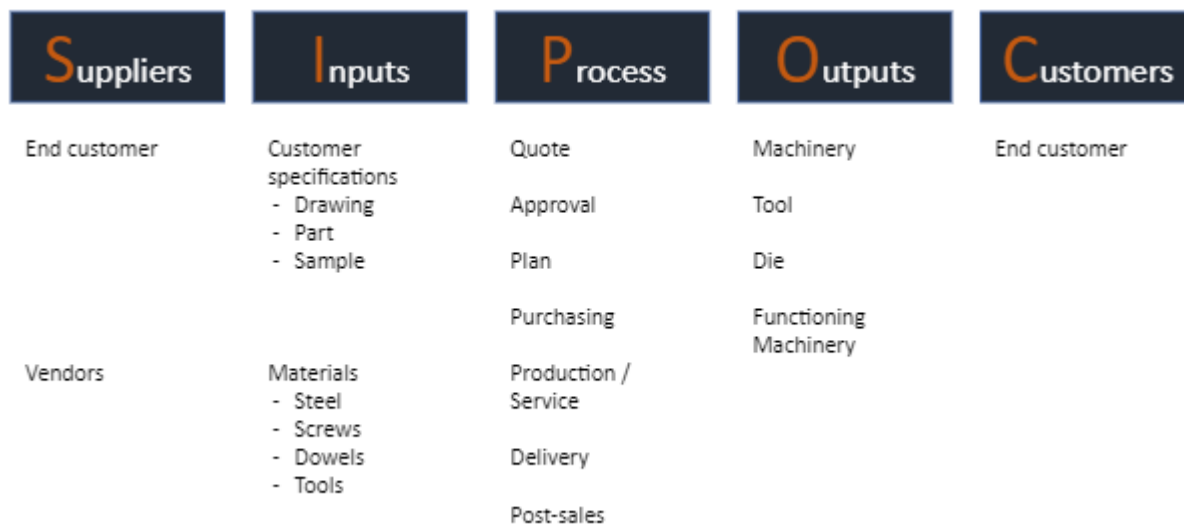 Suppliers
Inputs
Process
Outputs
Customers
End customer
Vendors
Customer
specifications
- Drawing
- Part
- Sample
Materials
- Steel
- Screws
- Dowels
- Tools
Quote
Approval
Plan
Purchasing
Production /
Service
Delivery
Post-sales
Machinery
Tool
Die
Functioning
Machinery
End customer